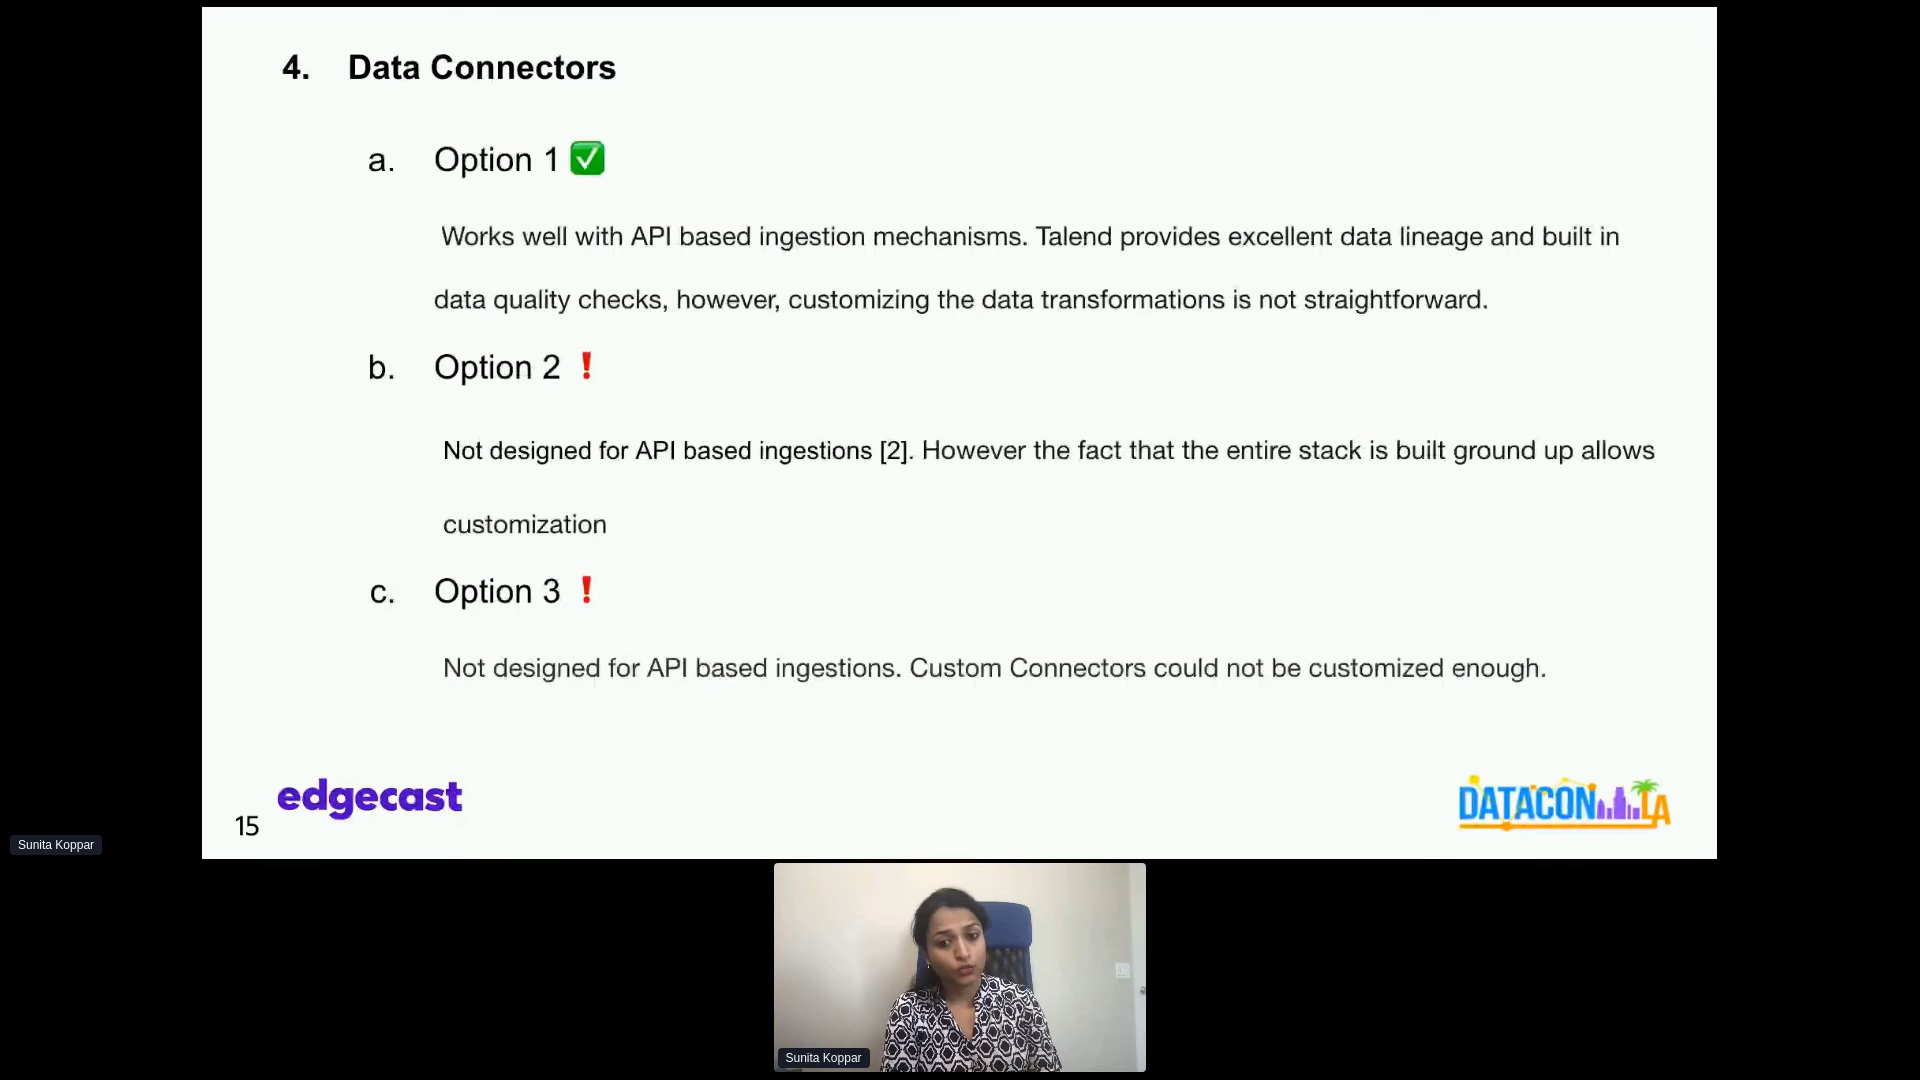 4. Data Connectors
a. Option 1 ✅
Works well with API based ingestion mechanisms. Talend provides excellent data lineage and built in
data quality checks, however, customizing the data transformations is not straightforward.
b. Option 2 ❗
Not designed for API based ingestions [2]. However the fact that the entire stack is built ground up allows
customization
c. Option 3 ❗
Not designed for API based ingestions. Custom Connectors could not be customized enough.
edgecast
DATACON LA
15
Sunita Koppar
Sunita Koppar